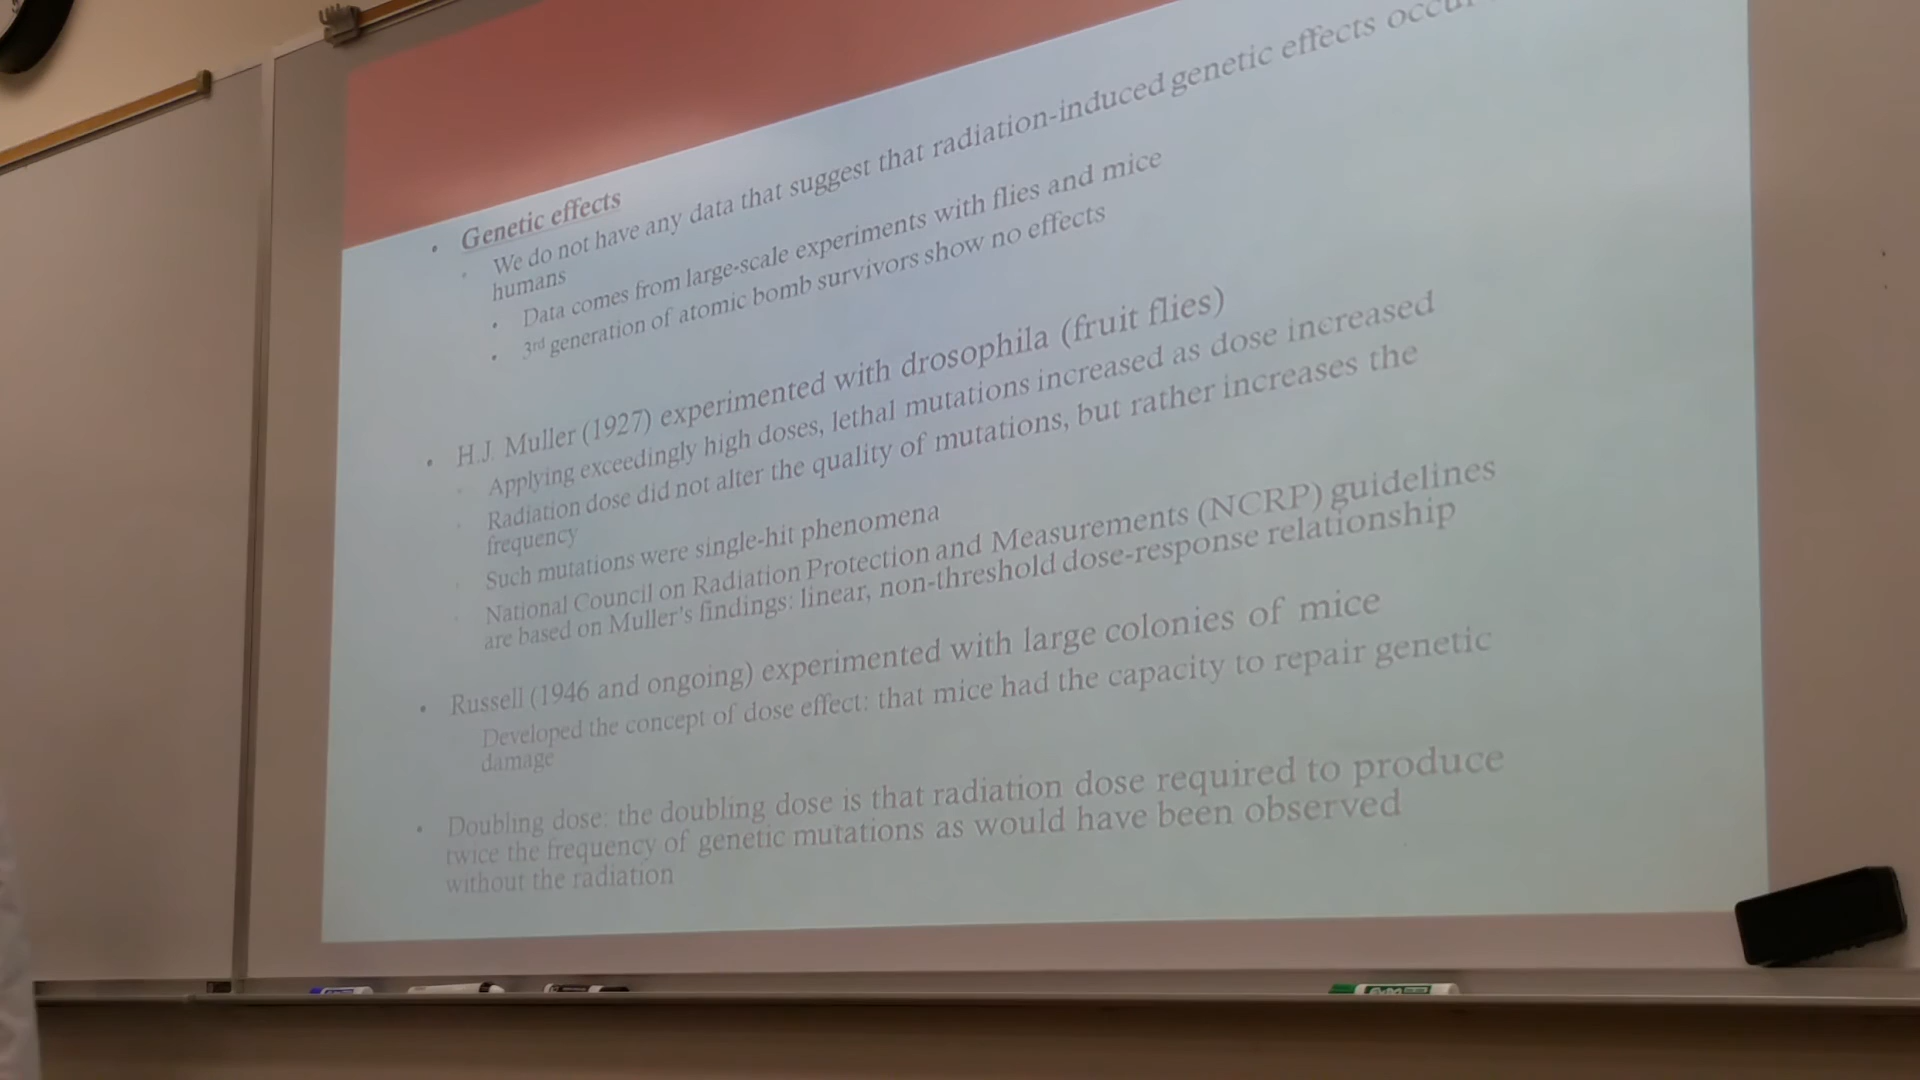 • Genetic effects
• We do not have any data that suggest that radiation-induced genetic effects occur
humans
• Data comes from large-scale experiments with flies and mice
• 3rd generation of atomic bomb survivors show no effects
• H.J. Muller (1927) experimented with drosophila (fruit flies)
• Applying exceedingly high doses, lethal mutations increased as dose increased
• Radiation dose did not alter the quality of mutations, but rather increases the
frequency
• Such mutations were single-hit phenomena
• National Council on Radiation Protection and Measurements (NCRP) guidelines
are based on Muller's findings: linear, non-threshold dose-response relationship
• Russell (1946 and ongoing) experimented with large colonies of mice
Developed the concept of dose effect: that mice had the capacity to repair genetic
damage
• Doubling dose: the doubling dose is that radiation dose required to produce
twice the frequency of genetic mutations as would have been observed
without the radiation